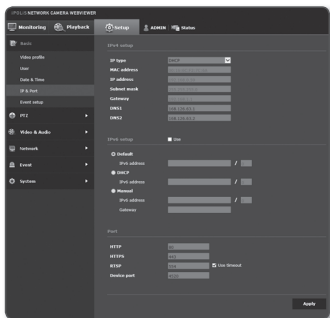 iPOLiS NETWORK CAMERA WEBVIEWER
Monitoring Playback Setup ADMIN Status
Basic
Video profile
User
Date & Time
IP & Port
Event setup
PTZ
Video & Audio
Network
Event
System
IPv4 setup
IP type DHCP
MAC address
IP address
Subnet mask
Gateway
DNS1
DNS2
IPv6 setup Use
Default
IPv6 address /
DHCP
IPv6 address /
Manual
IPv6 address /
Gateway
Port
HTTP 80
HTTPS 443
RTSP 554 Use timeout
Device port
Apply